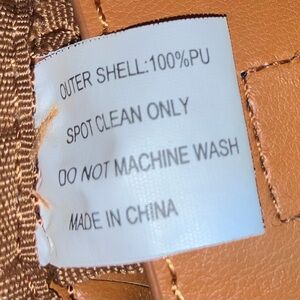 OUTER SHELL:100%PU
SPOT CLEAN ONLY
DO NOT MACHINE WASH
MADE IN CHINA